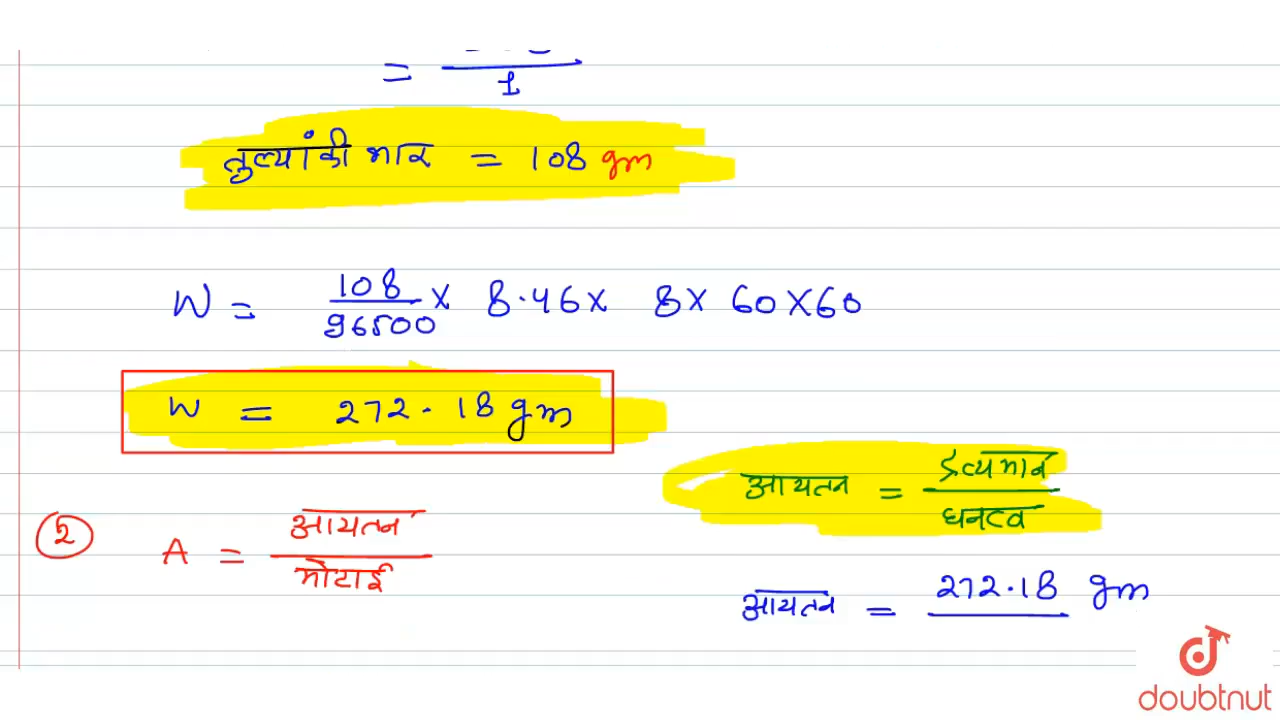 = 1
तुल्यांकी भार = 108 gm
W = 108/96500 × 8.46 × 8 × 60 × 60
W = 272.18 gm
आयतन = द्रव्यमान/घनत्व
2 A = आयतन/मोटाई
आयतन = 272.18 gm
doubtnut